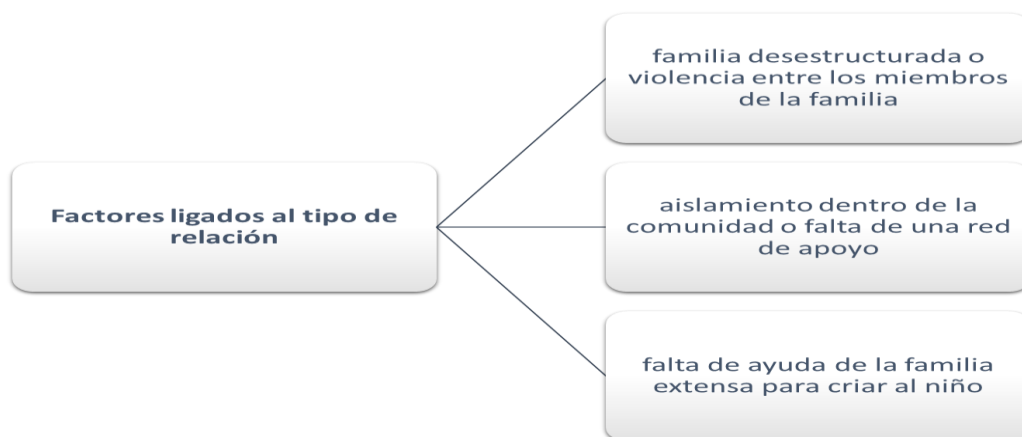 Factores ligados al tipo de
relación
familia desestructurada o
violencia entre los miembros
de la familia
aislamiento dentro de la
comunidad o falta de una red
de apoyo
falta de ayuda de la familia
extensa para criar al niño